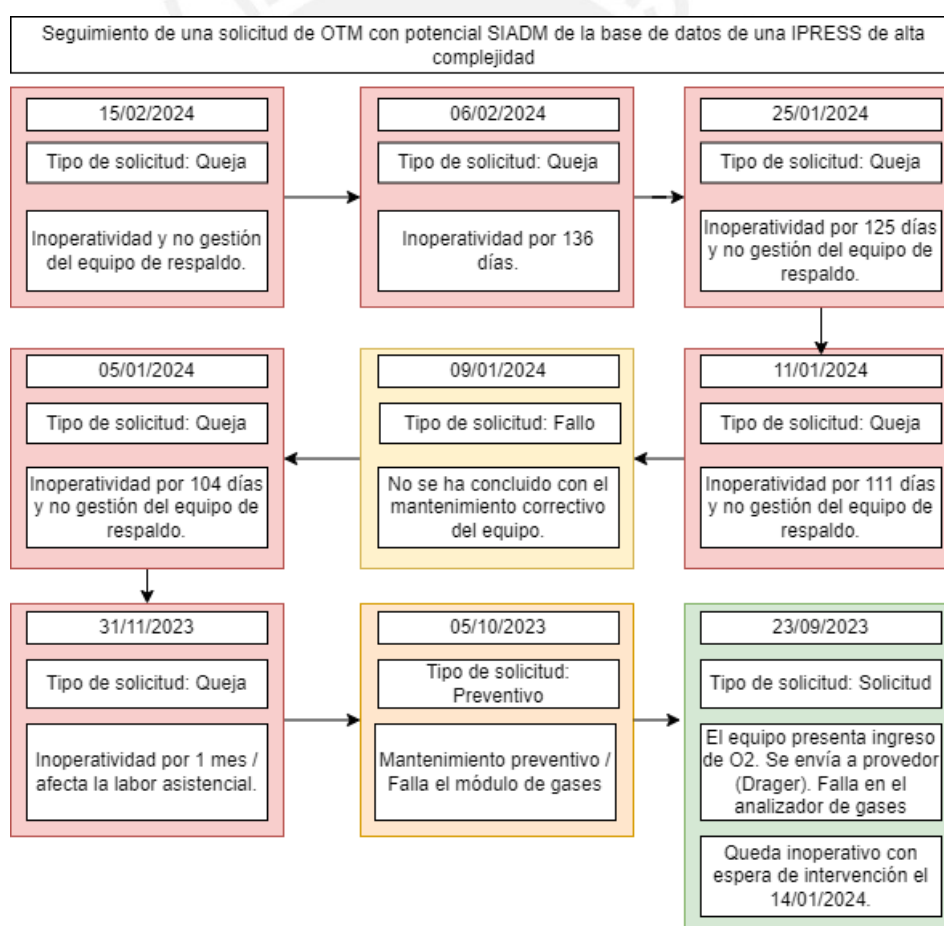 Seguimiento de una solicitud de OTM con potencial SIADM de la base de datos de una IPRESS de alta
complejidad
15/02/2024
Tipo de solicitud: Queja
Inoperatividad y no gestión
del equipo de respaldo.
06/02/2024
Tipo de solicitud: Queja
Inoperatividad por 136
días.
25/01/2024
Tipo de solicitud: Queja
Inoperatividad por 125 días
y no gestión del equipo de
respaldo.
11/01/2024
Tipo de solicitud: Queja
Inoperatividad por 111 días
y no gestión del equipo de
respaldo.
09/01/2024
Tipo de solicitud: Fallo
No se ha concluido con el
mantenimiento correctivo
del equipo.
05/01/2024
Tipo de solicitud: Queja
Inoperatividad por 104 días
y no gestión del equipo de
respaldo.
31/11/2023
Tipo de solicitud: Queja
Inoperatividad por 1 mes /
afecta la labor asistencial.
05/10/2023
Tipo de solicitud:
Preventivo
Mantenimiento preventivo /
Falla el módulo de gases
23/09/2023
Tipo de solicitud: Solicitud
El equipo presenta ingreso
de O2. Se envía a provedor
(Drager). Falla en el
analizador de gases
Queda inoperativo con
espera de intervención el
14/01/2024.